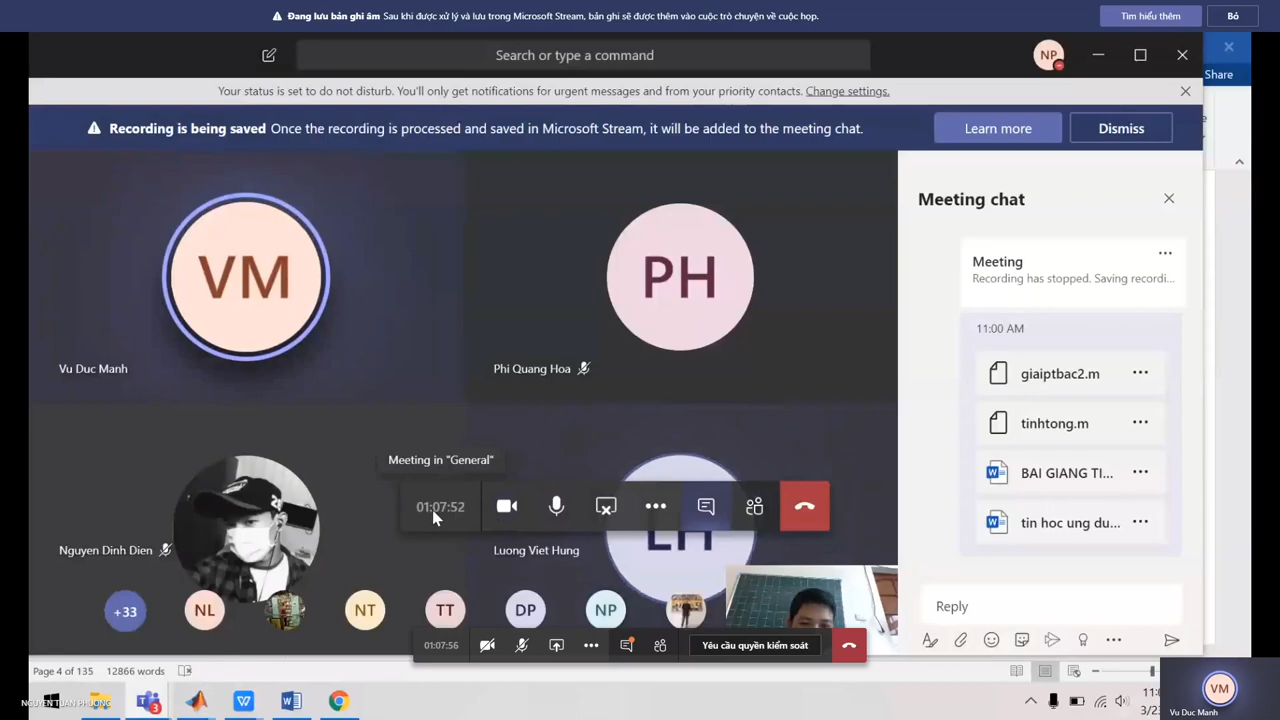 Đang lưu bản ghi âm Sau khi được xử lý và lưu trong Microsoft Stream, bản ghi sẽ được thêm vào cuộc trò chuyện về cuộc họp.
Tìm hiểu thêm
Bỏ
Search or type a command
NP
Share
Your status is set to do not disturb. You'll only get notifications for urgent messages and from your priority contacts. Change settings.
Recording is being saved Once the recording is processed and saved in Microsoft Stream, it will be added to the meeting chat.
Learn more
Dismiss
Meeting chat
VM
PH
Meeting
Recording has stopped. Saving recordi...
11:00 AM
Vu Duc Manh
Phi Quang Hoa
giaiptbac2.m
tinhtong.m
Meeting in "General"
BAI GIANG TI...
01:07:52
tin hoc ung du...
LH
Nguyen Dinh Dien
Luong Viet Hung
+33
NL
NT
TT
DP
NP
Reply
01:07:56
Yêu cầu quyền kiểm soát
Page 4 of 135
12866 words
NGUYEN TUAN PHUONG
3
VM
Vu Duc Manh